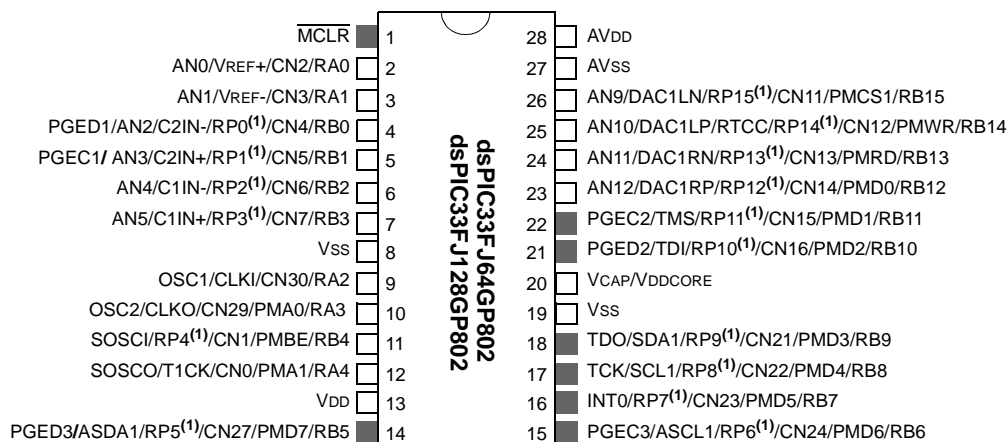 MCLR 1 28 AVDD
AN0/VREF+/CN2/RA0 2 27 AVSS
AN1/VREF-/CN3/RA1 3 26 AN9/DAC1LN/RP15(1)/CN11/PMCS1/RB15
PGED1/AN2/C2IN-/RP0(1)/CN4/RB0 4 25 AN10/DAC1LP/RTCC/RP14(1)/CN12/PMWR/RB14
PGEC1/ AN3/C2IN+/RP1(1)/CN5/RB1 5 24 AN11/DAC1RN/RP13(1)/CN13/PMRD/RB13
AN4/C1IN-/RP2(1)/CN6/RB2 6 23 AN12/DAC1RP/RP12(1)/CN14/PMD0/RB12
AN5/C1IN+/RP3(1)/CN7/RB3 7 22 PGEC2/TMS/RP11(1)/CN15/PMD1/RB11
VSS 8 21 PGED2/TDI/RP10(1)/CN16/PMD2/RB10
OSC1/CLKI/CN30/RA2 9 20 VCAP/VDDCORE
OSC2/CLKO/CN29/PMA0/RA3 10 19 VSS
SOSCI/RP4(1)/CN1/PMBE/RB4 11 18 TDO/SDA1/RP9(1)/CN21/PMD3/RB9
SOSCO/T1CK/CN0/PMA1/RA4 12 17 TCK/SCL1/RP8(1)/CN22/PMD4/RB8
VDD 13 16 INT0/RP7(1)/CN23/PMD5/RB7
PGED3/ASDA1/RP5(1)/CN27/PMD7/RB5 14 15 PGEC3/ASCL1/RP6(1)/CN24/PMD6/RB6
dsPIC33FJ64GP802
dsPIC33FJ128GP802